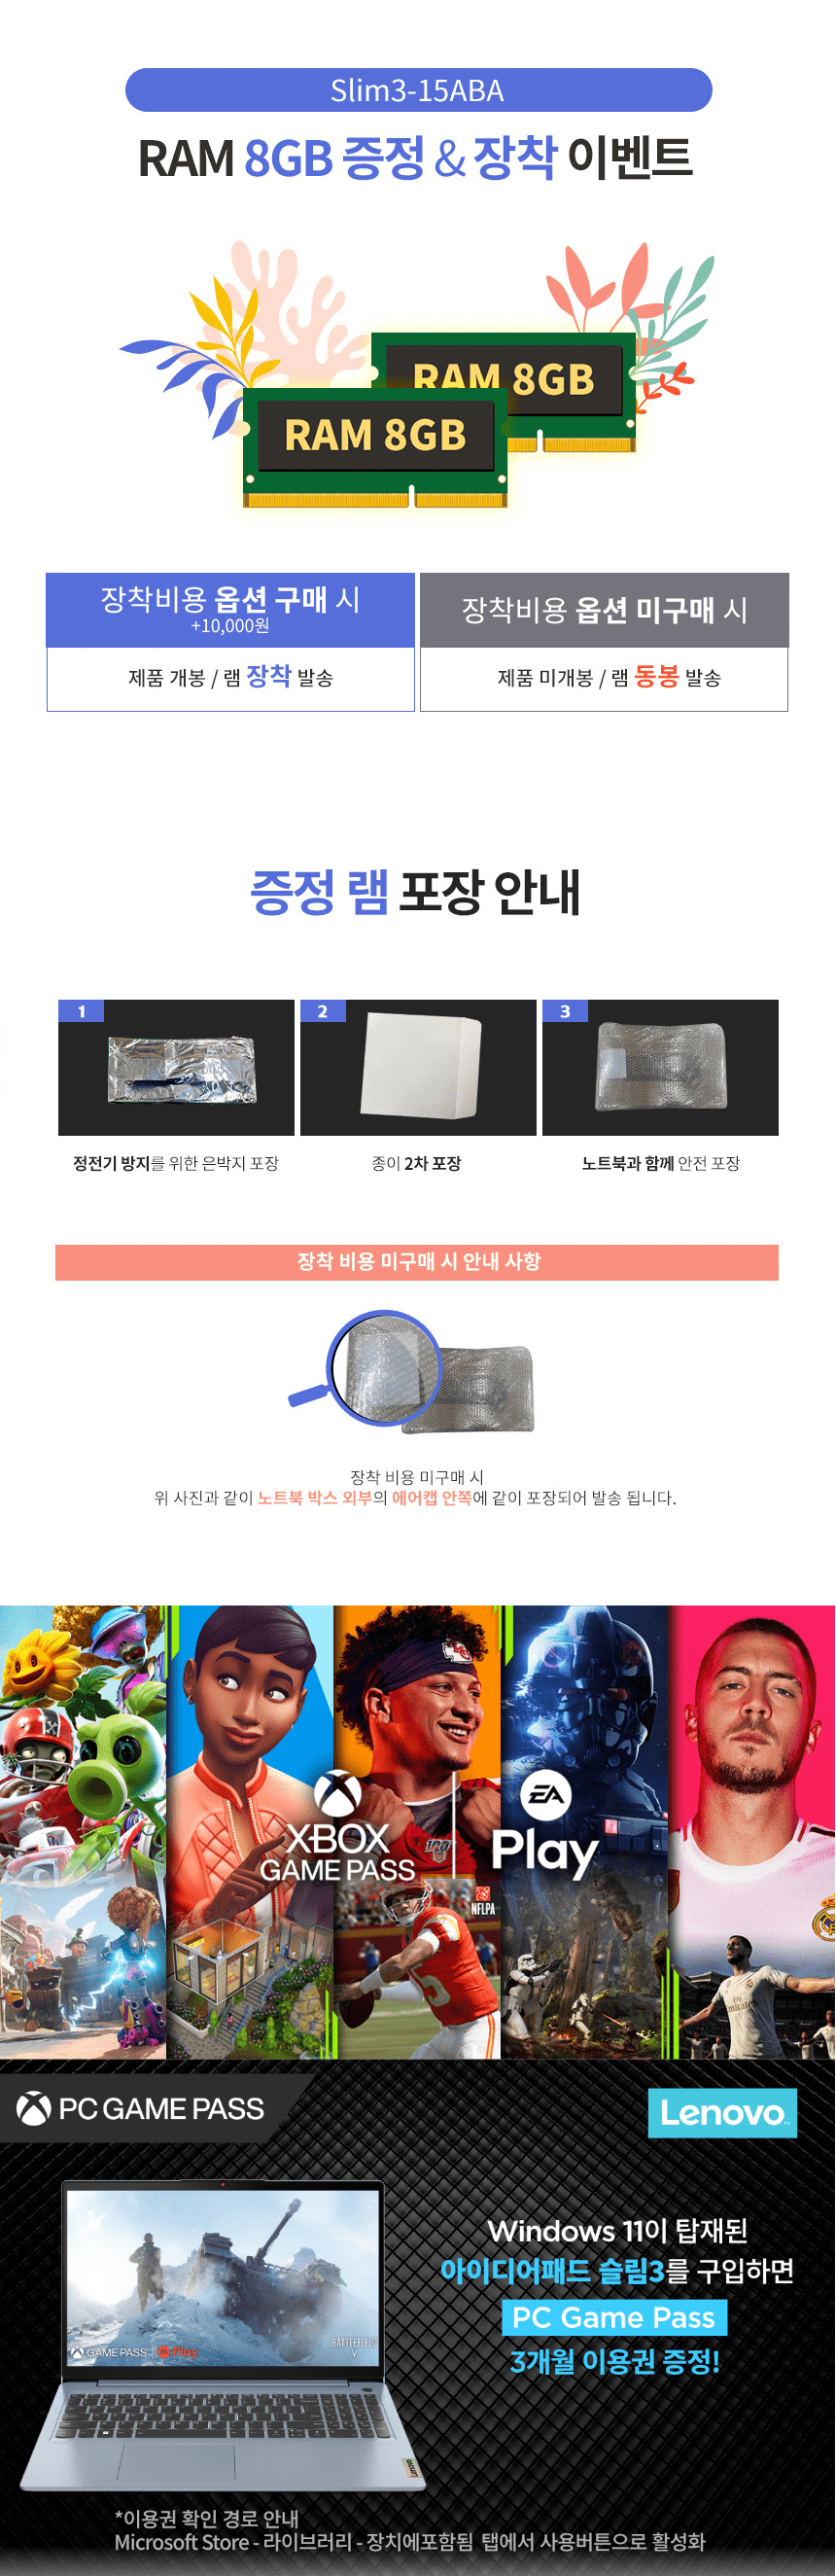 Slim3-15ABA
RAM 8GB 증정 & 장착 이벤트
RAM 8GB
RAM 8GB
장착비용 옵션 구매 시
+10,000원
장착비용 옵션 미구매 시
제품 개봉 / 램 장착 발송
제품 미개봉 / 램 동봉 발송
증정 램 포장 안내
1
2
3
정전기 방지를 위한 은박지 포장
종이 2차 포장
노트북과 함께 안전 포장
장착 비용 미구매 시 안내 사항
장착 비용 미구매 시
위 사진과 같이 노트북 박스 외부의 에어캡 안쪽에 같이 포장되어 발송 됩니다.
XBOX
GAME PASS
EA
Play
NFLPA
PC GAME PASS
Lenovo
Windows 11이 탑재된
아이디어패드 슬림3를 구입하면
PC Game Pass
3개월 이용권 증정!
GAME PASS
Play
BATTLEFIELD
V
*이용권 확인 경로 안내
Microsoft Store - 라이브러리 - 장치에포함됨 탭에서 사용버튼으로 활성화